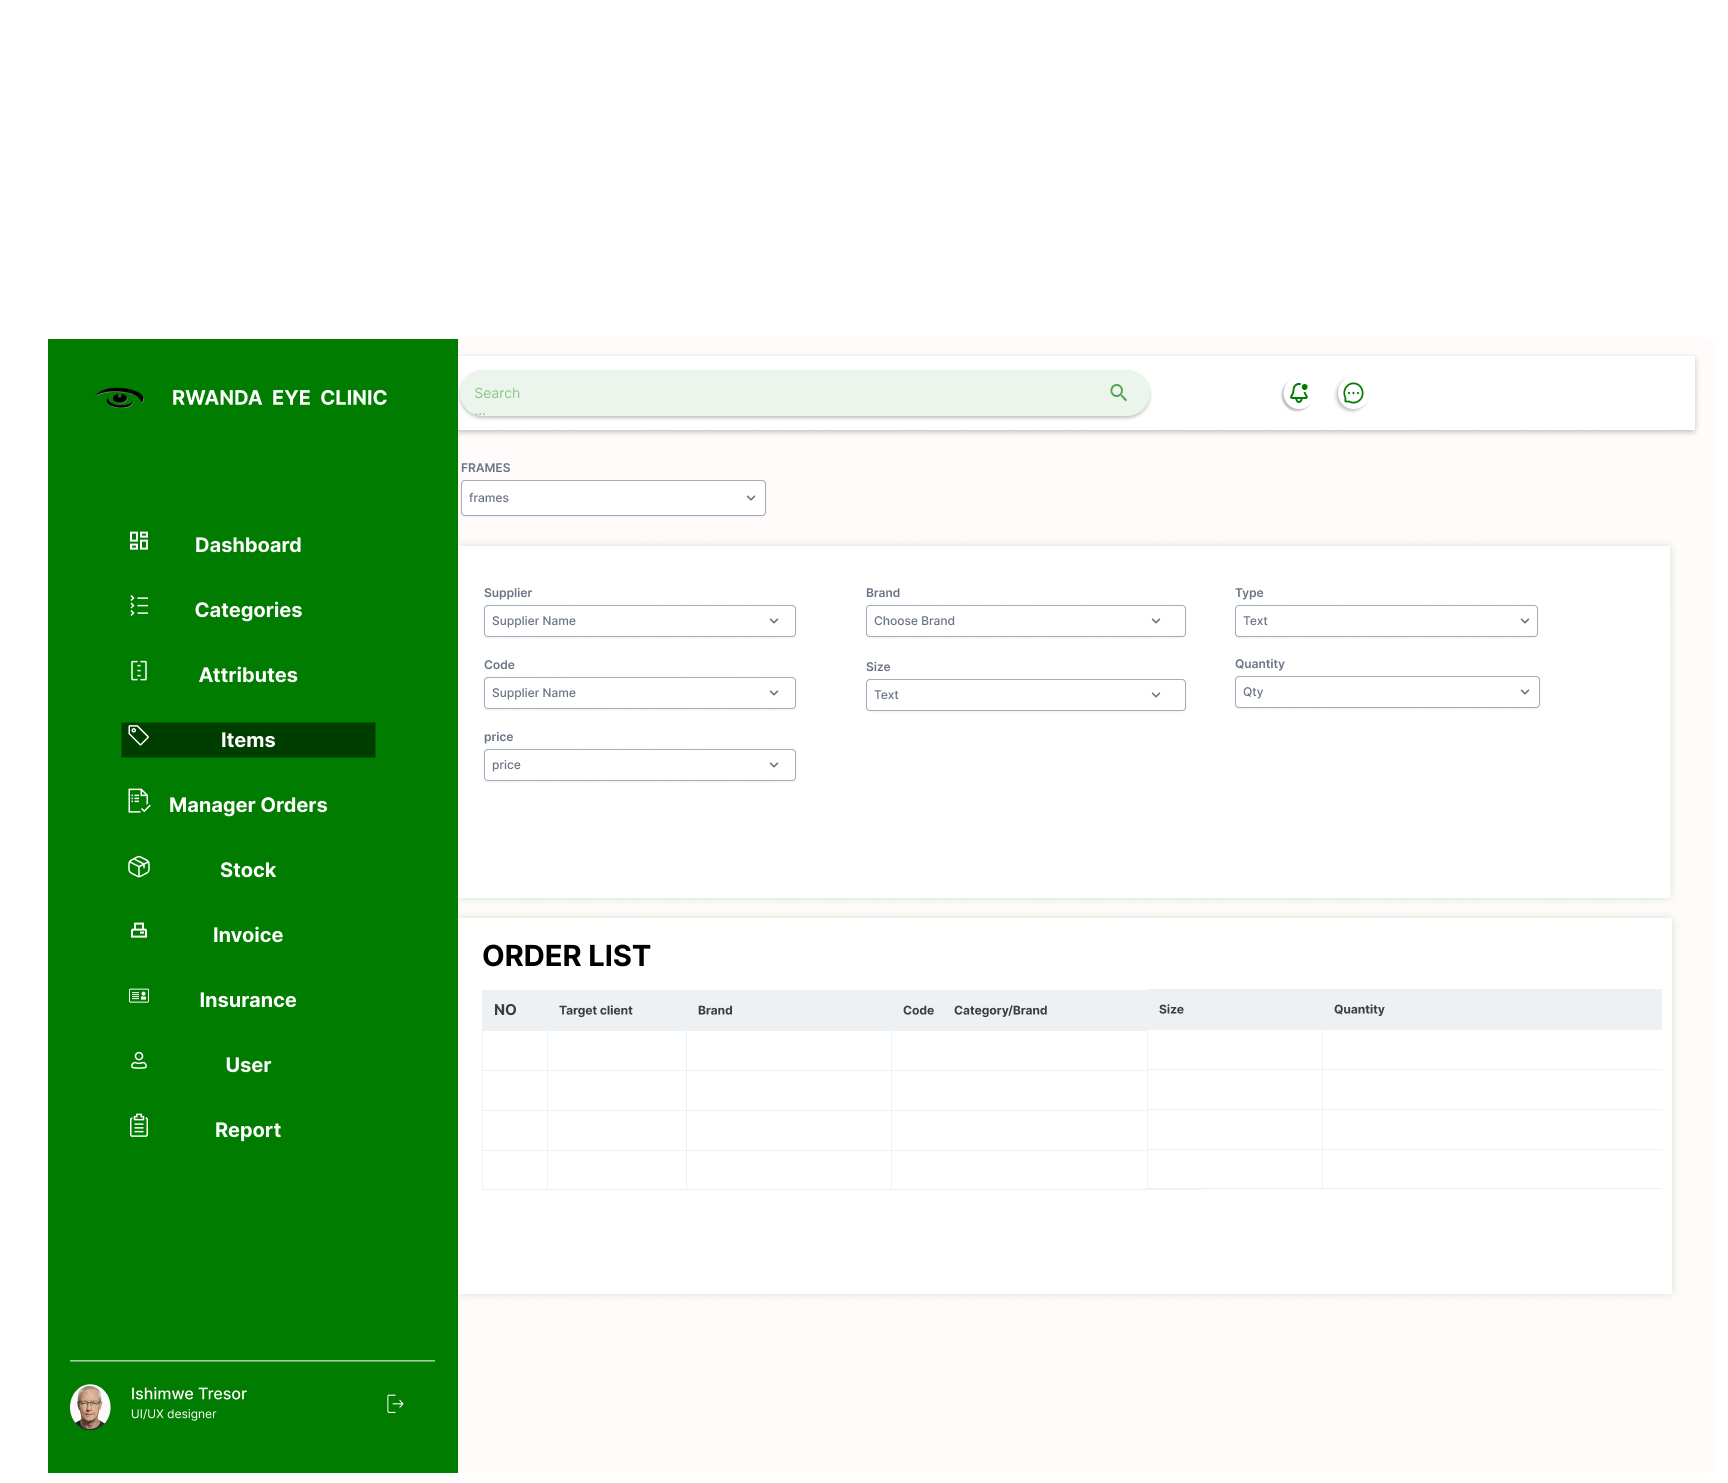 RWANDA EYE CLINIC
Dashboard
Categories
Attributes
Items
Manager Orders
Stock
Invoice
Insurance
User
Report
Ishimwe Tresor
UI/UX designer
Search
...
FRAMES
frames
Supplier
Supplier Name
Brand
Choose Brand
Type
Text
Code
Supplier Name
Size
Text
Quantity
Qty
price
price
ORDER LIST
NO Target client Brand Code Category/Brand Size Quantity